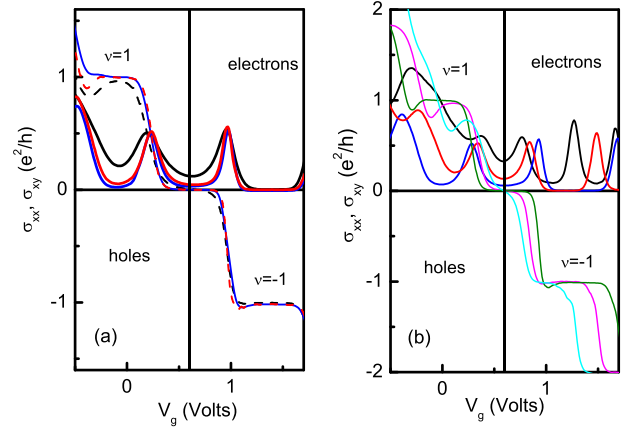 ν=1
electrons
1
0
-1
σxx, σxy (e²/h)
holes
ν=-1
(a)
0
1
Vg (Volts)
2
ν=1
electrons
1
0
-1
-2
σxx, σxy (e²/h)
holes
ν=-1
(b)
0
1
Vg (Volts)